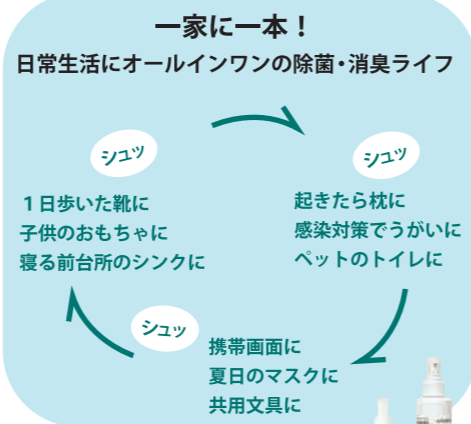 一家に一本！
日常生活にオールインワンの除菌・消臭ライフ
シュッ
起きたら枕に
感染対策でうがいに
ペットのトイレに
シュッ
携帯画面に
夏日のマスクに
共用文具に
シュッ
１日歩いた靴に
子供のおもちゃに
寝る前台所のシンクに